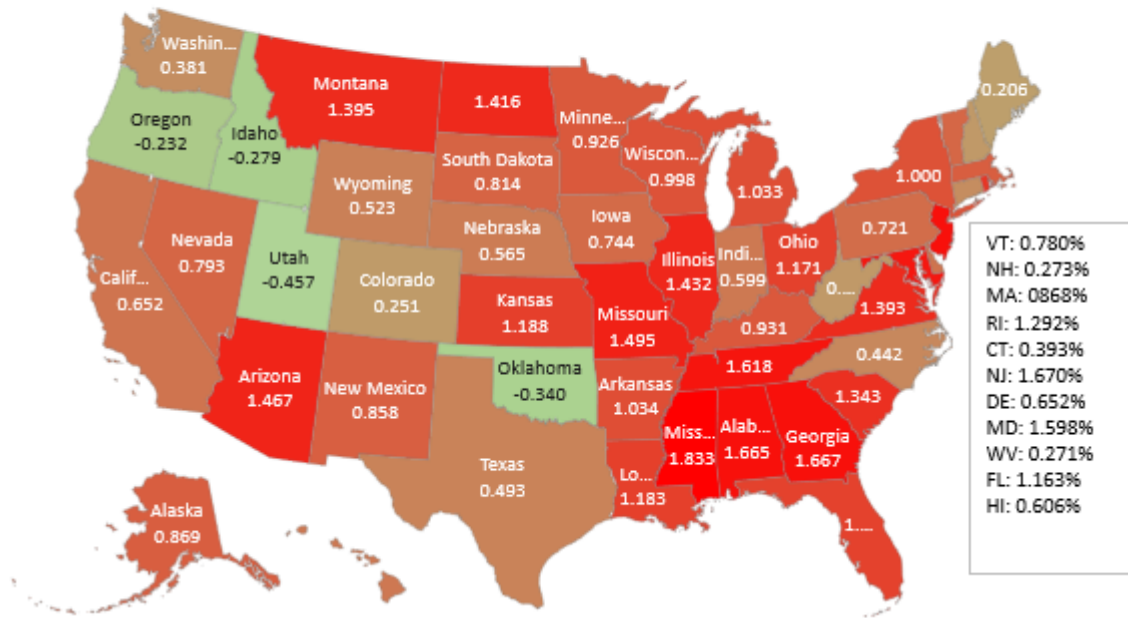 Washin...
0.381
Montana
1.395
1.416
Minne...
0.926
0.206
Oregon
-0.232
Idaho
-0.279
South Dakota
0.814
Wiscon...
0.998
1.033
1.000
Wyoming
0.523
Nebraska
0.565
Iowa
0.744
0.721
Nevada
0.793
Utah
-0.457
Colorado
0.251
Illinois
1.432
Indi...
0.599
Ohio
1.171
0....
1.393
Calif...
0.652
Kansas
1.188
Missouri
1.495
0.931
0.442
Arizona
1.467
New Mexico
0.858
Oklahoma
-0.340
Arkansas
1.034
1.618
1.343
Texas
0.493
Lo...
1.183
Miss...
1.833
Alab...
1.665
Georgia
1.667
1....
Alaska
0.869
VT: 0.780%
NH: 0.273%
MA: 0868%
RI: 1.292%
CT: 0.393%
NJ: 1.670%
DE: 0.652%
MD: 1.598%
WV: 0.271%
FL: 1.163%
HI: 0.606%